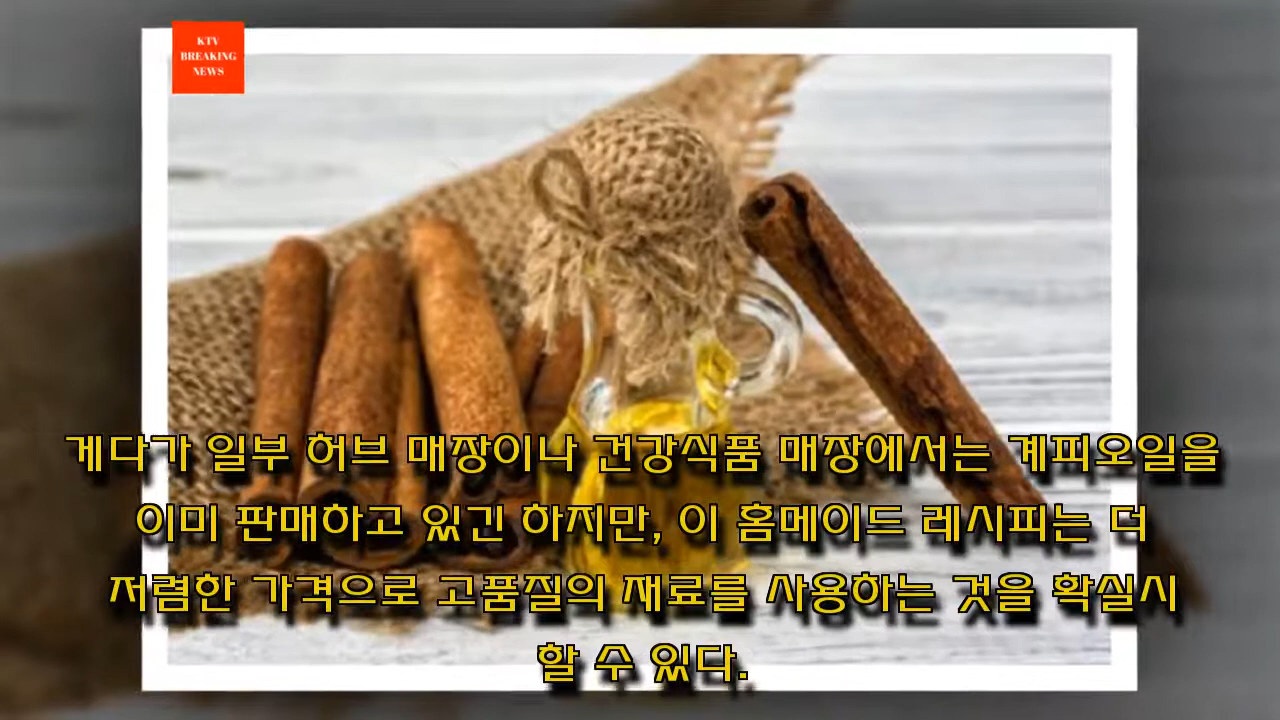 KTV
BREAKING
NEWS
게다가 일부 허브 매장이나 건강식품 매장에서는 계피오일을
이미 판매하고 있긴 하지만, 이 홈메이드 레시피는 더
저렴한 가격으로 고품질의 재료를 사용하는 것을 확실시
할 수 있다.